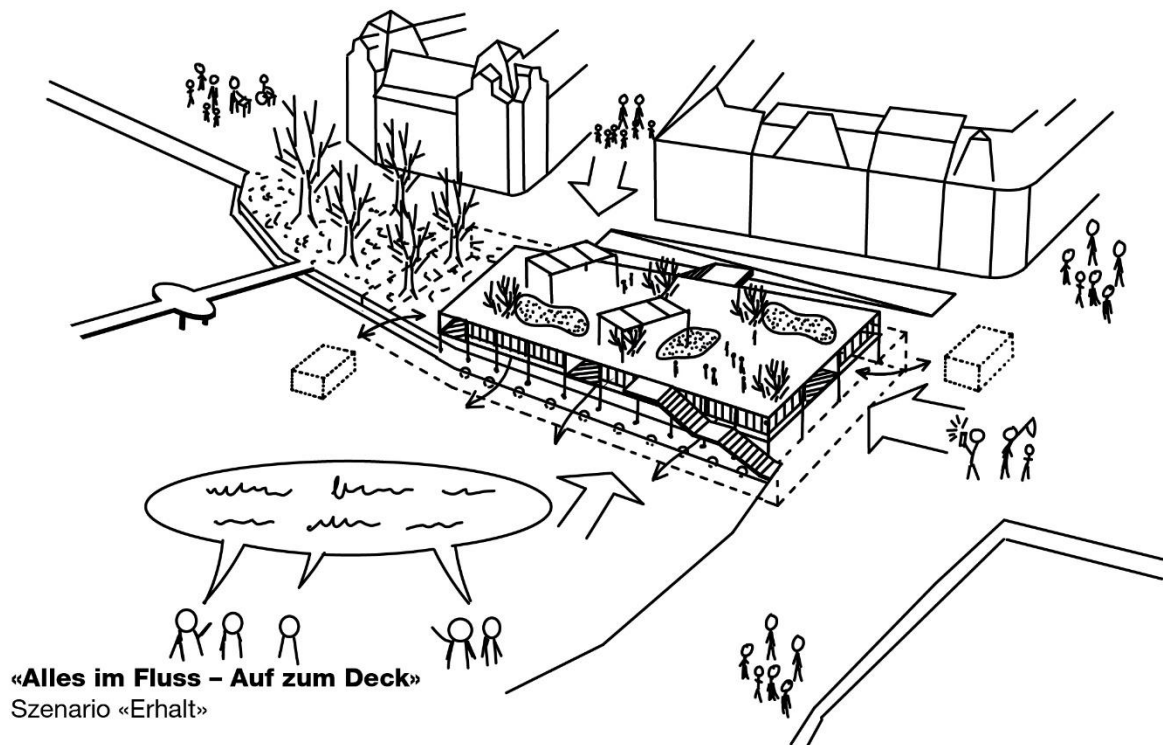 «Alles im Fluss – Auf zum Deck»
Szenario «Erhalt»